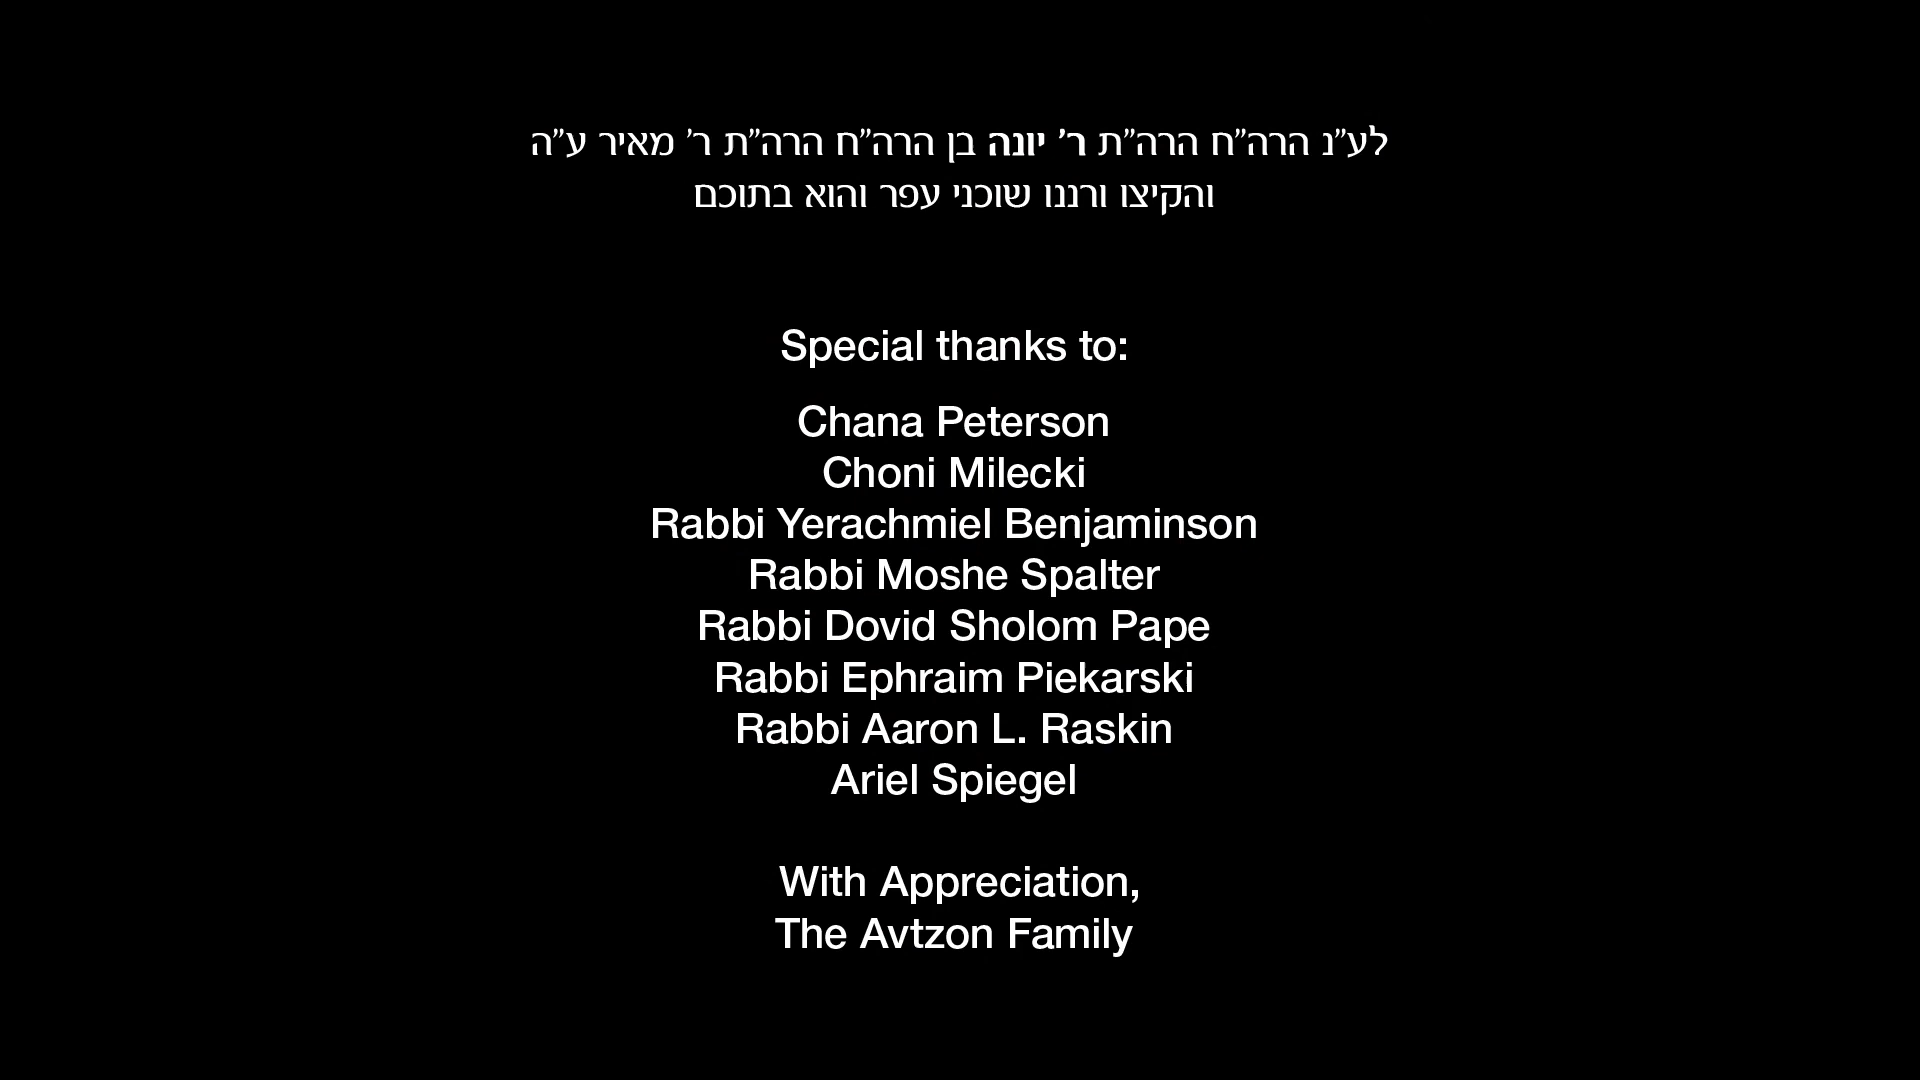 לע"נ הרה"ח הרה"ת ר' יונה בן הרה"ח הרה"ת ר' מאיר ע"ה
והקיצו ורננו שוכני עפר והוא בתוכם
Special thanks to:
Chana Peterson
Choni Milecki
Rabbi Yerachmiel Benjaminson
Rabbi Moshe Spalter
Rabbi Dovid Sholom Pape
Rabbi Ephraim Piekarski
Rabbi Aaron L. Raskin
Ariel Spiegel
With Appreciation,
The Avtzon Family